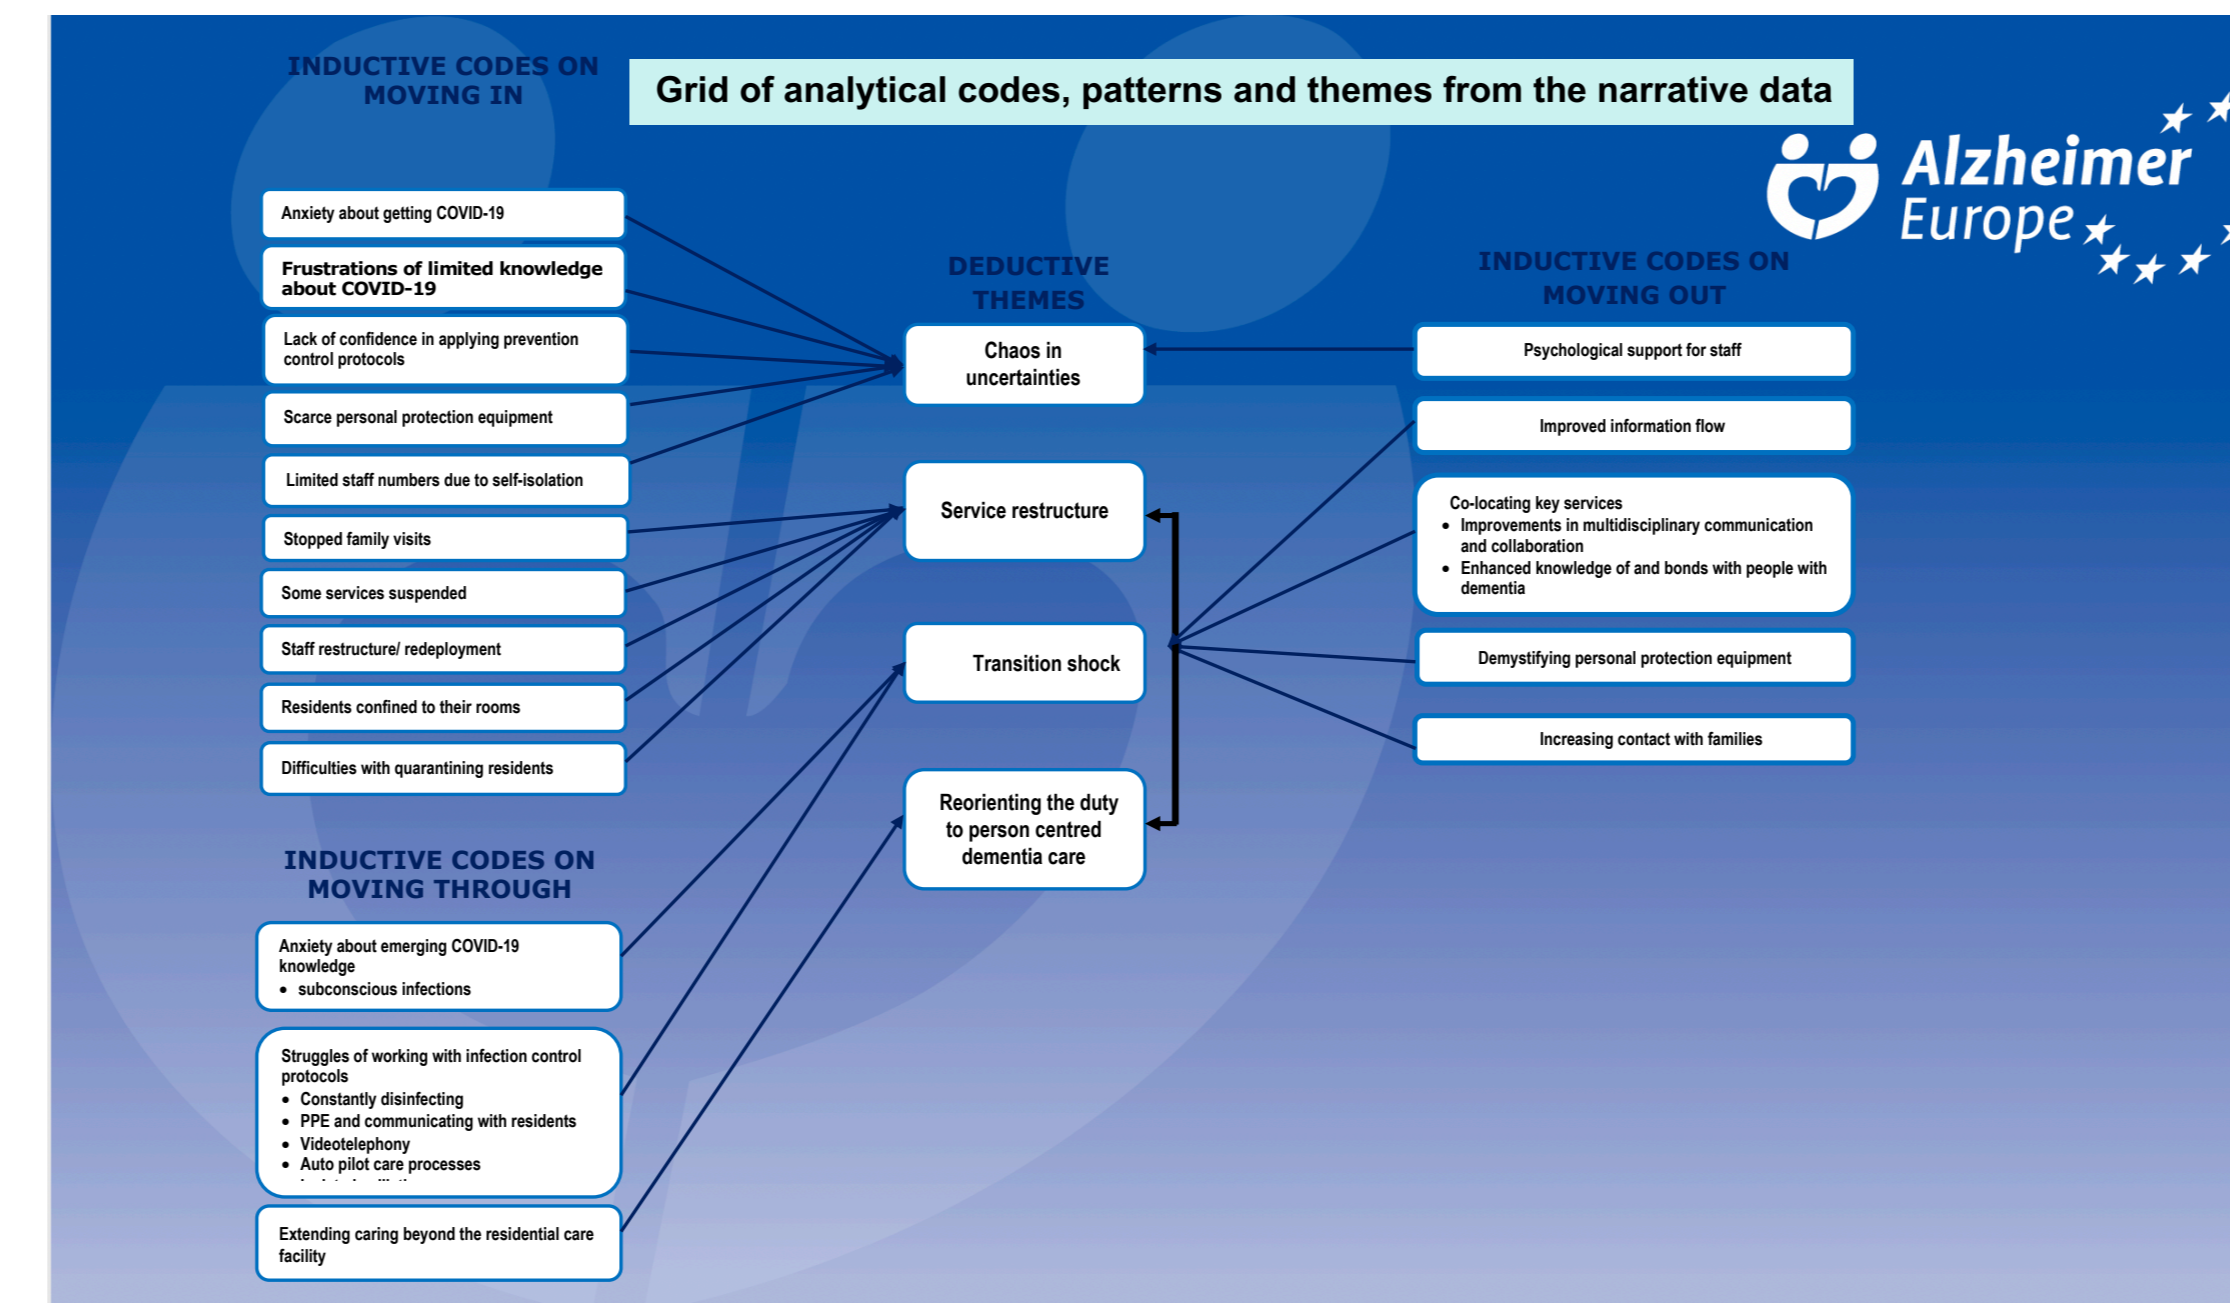 INDUCTIVE CODES ON
MOVING IN
Grid of analytical codes, patterns and themes from the narrative data
Alzheimer
Europe
Anxiety about getting COVID-19
Frustrations of limited knowledge
about COVID-19
Lack of confidence in applying prevention
control protocols
Scarce personal protection equipment
Limited staff numbers due to self-isolation
Stopped family visits
Some services suspended
Staff restructure/ redeployment
Residents confined to their rooms
Difficulties with quarantining residents
INDUCTIVE CODES ON
MOVING THROUGH
Anxiety about emerging COVID-19
knowledge
• subconscious infections
Struggles of working with infection control
protocols
• Constantly disinfecting
• PPE and communicating with residents
• Videotelephony
• Auto pilot care processes
Extending caring beyond the residential care
facility
DEDUCTIVE
THEMES
Chaos in
uncertainties
Service restructure
Transition shock
Reorienting the duty
to person centred
dementia care
INDUCTIVE CODES ON
MOVING OUT
Psychological support for staff
Improved information flow
Co-locating key services
• Improvements in multidisciplinary communication
and collaboration
• Enhanced knowledge of and bonds with people with
dementia
Demystifying personal protection equipment
Increasing contact with families